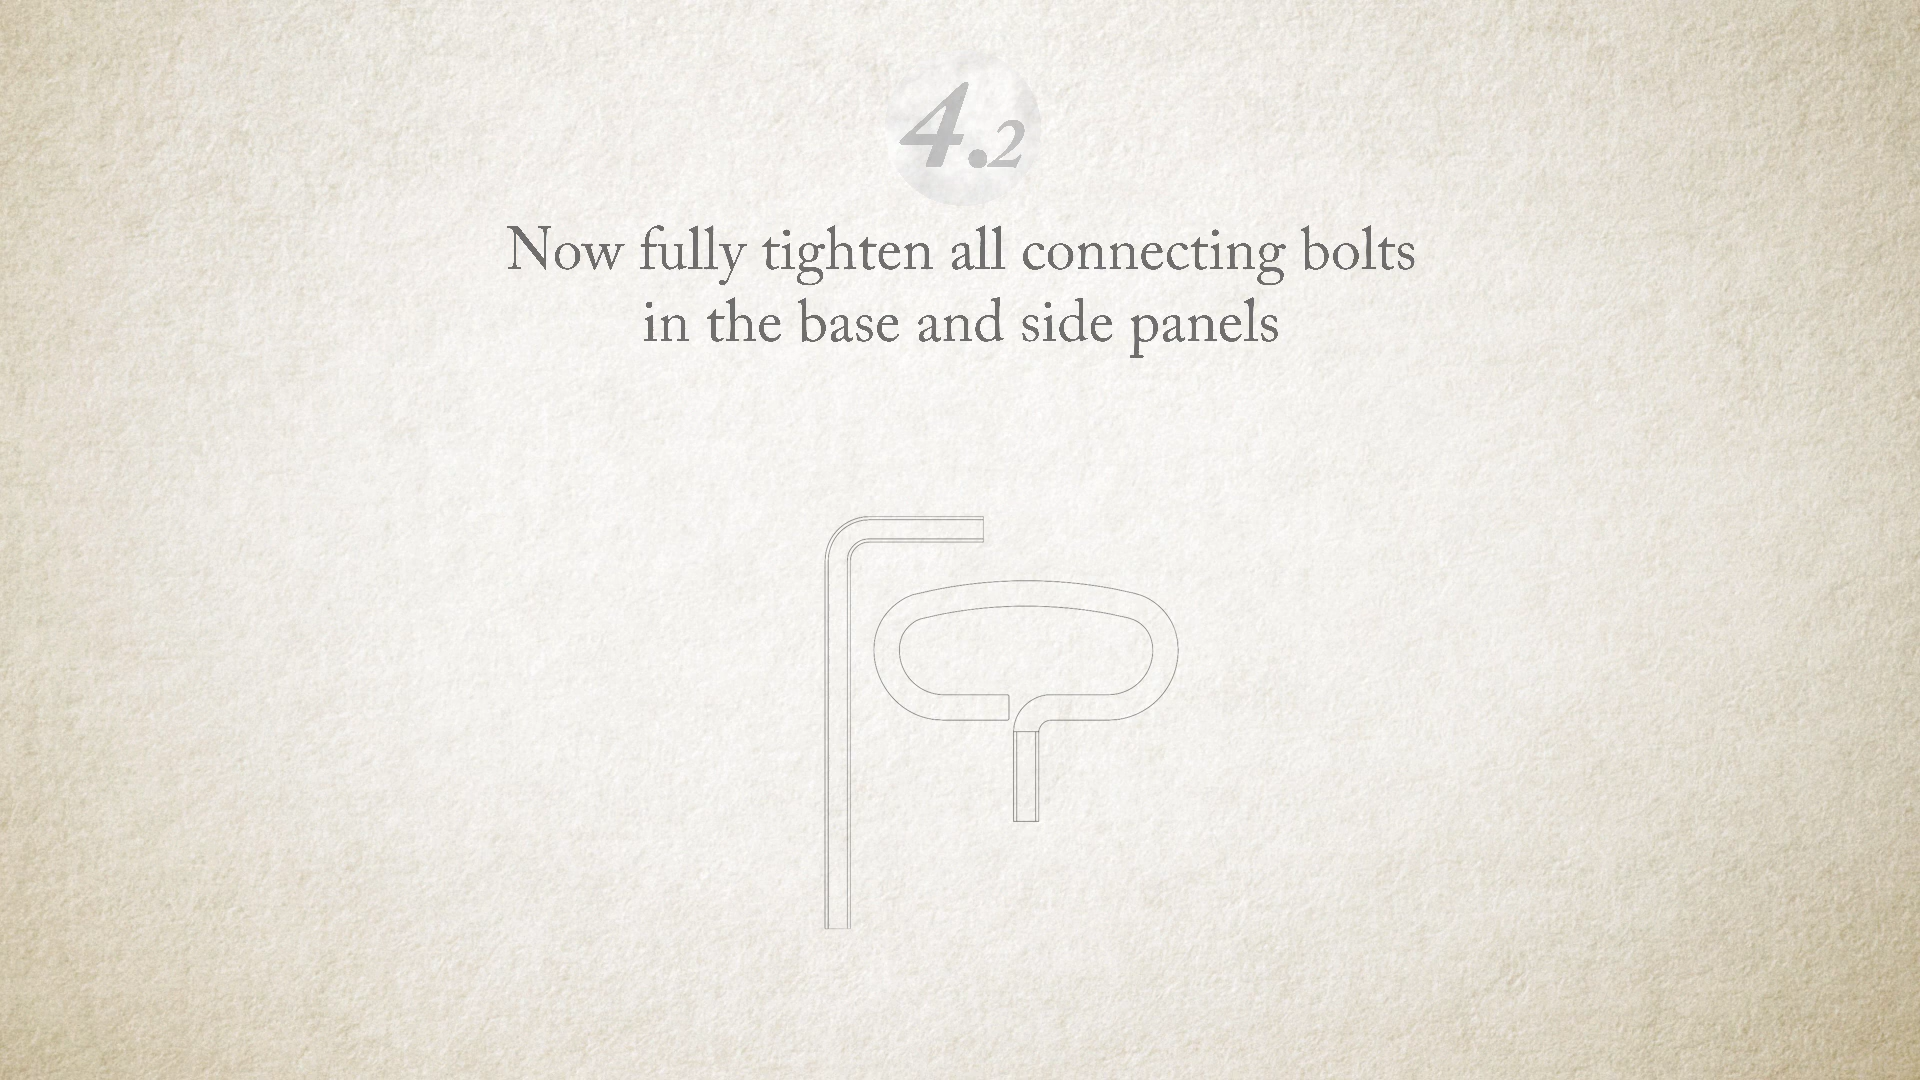 4.2
Now fully tighten all connecting bolts
in the base and side panels